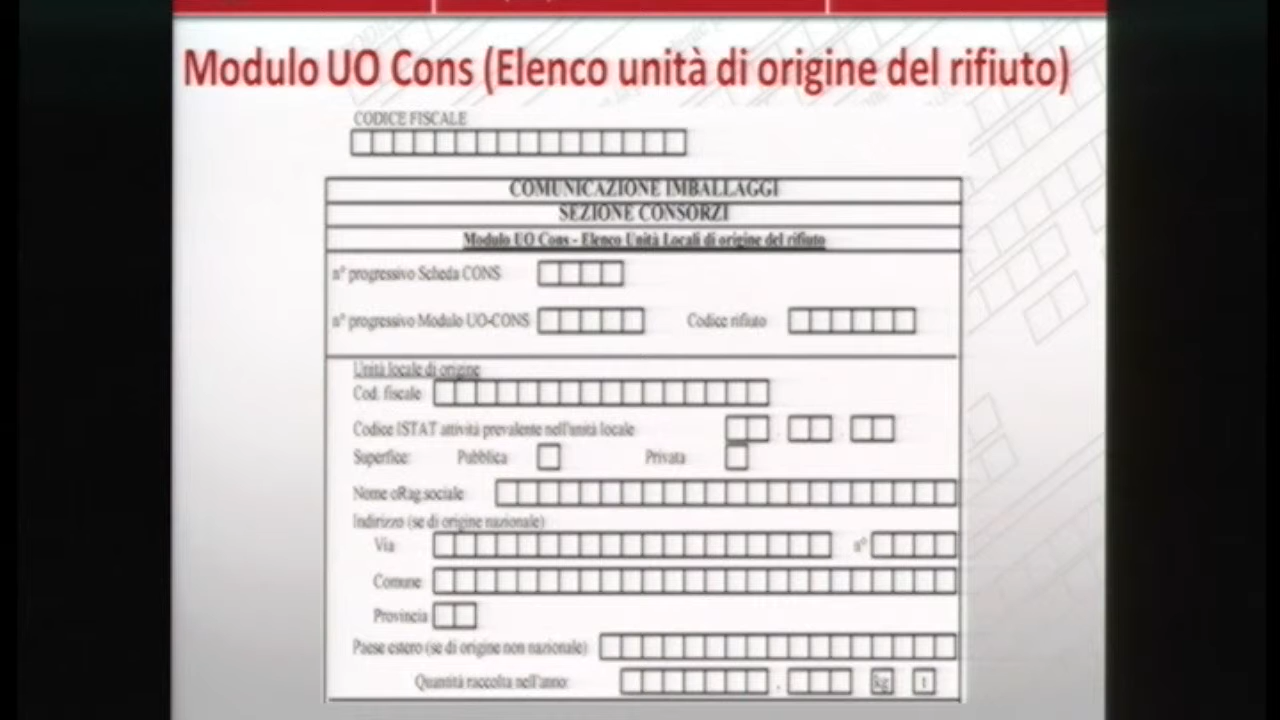 Modulo UO Cons (Elenco unità di origine del rifiuto)
CODICE FISCALE
COMUNICAZIONE IMBALLAGGI
SEZIONE CONSORZI
Modulo UO Cons - Elenco Unità Locali di origine del rifiuto
n° progressivo Scheda CONS
n° progressivo Modulo UO-CONS Codice rifiuto
Unità locale di origine
Cod. fiscale
Codice ISTAT attività prevalente nell'unità locale
Superfice: Pubblica Privata
Nome oRag.sociale
Indirizzo (se di origine nazionale)
Via n°
Comune
Provincia
Paese estero (se di origine non nazionale)
Quantità raccolta nell'anno: , kg t